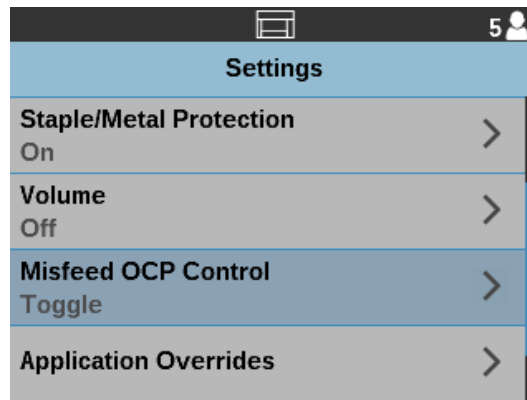 5
Settings
Staple/Metal Protection
On
Volume
Off
Misfeed OCP Control
Toggle
Application Overrides